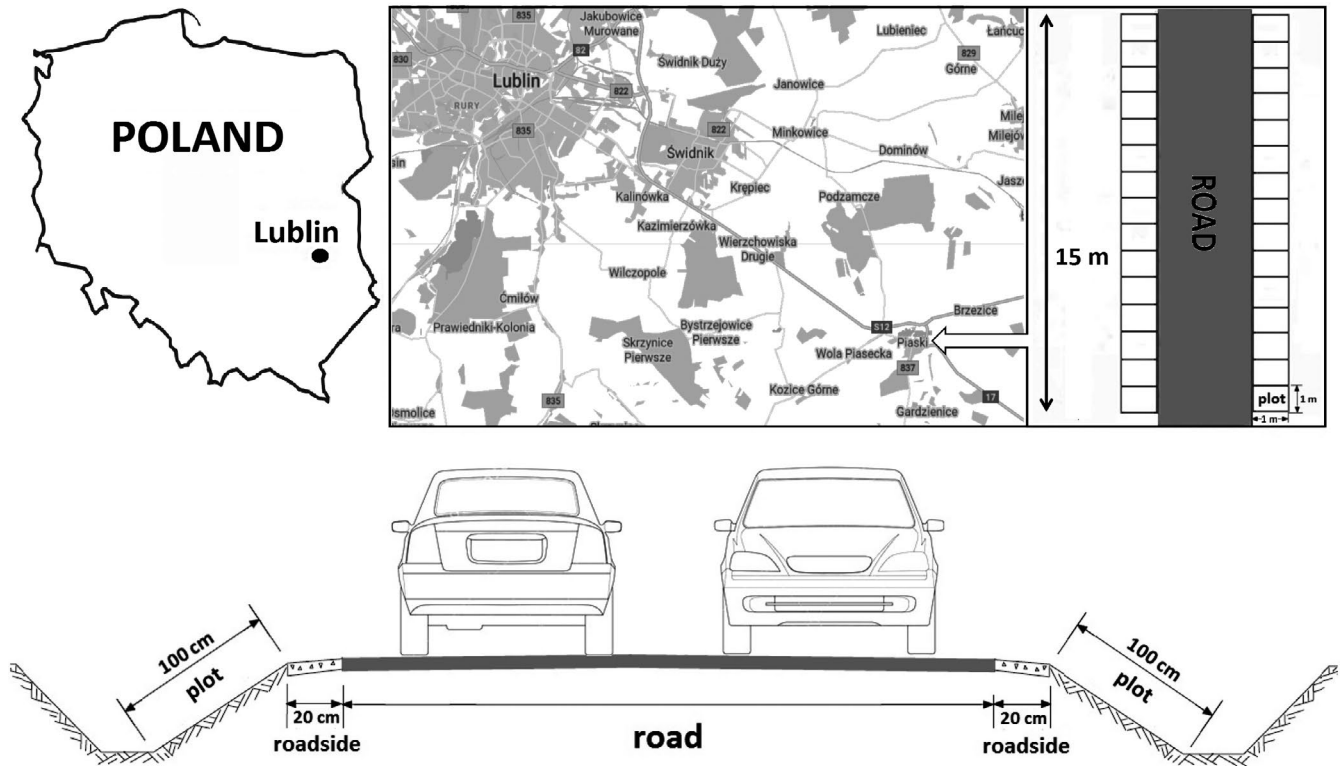 POLAND
Lublin
835
Jakubowice
Murowane
82
830
Lublin
RURY
822
835
Świdnik Duży
Lubieniec
829
Górne
Janowice
822
Minkowice
Świdnik
Dominów
Krępiec
Kalinówka
Podzamcze
Kazimierzówka
Wierzchowiska
Drugie
Wilczopole
Ćmiłów
Prawiedniki-Kolonia
Bystrzejowice
Pierwsze
Skrzynice
Pierwsze
Brzezice
S12
Piaski
Wola Piasecka
837
Kozice Górne
835
17
Gardzienice
15 m
ROAD
plot
1 m
1 m
100 cm
plot
20 cm
roadside
road
20 cm
roadside
100 cm
plot